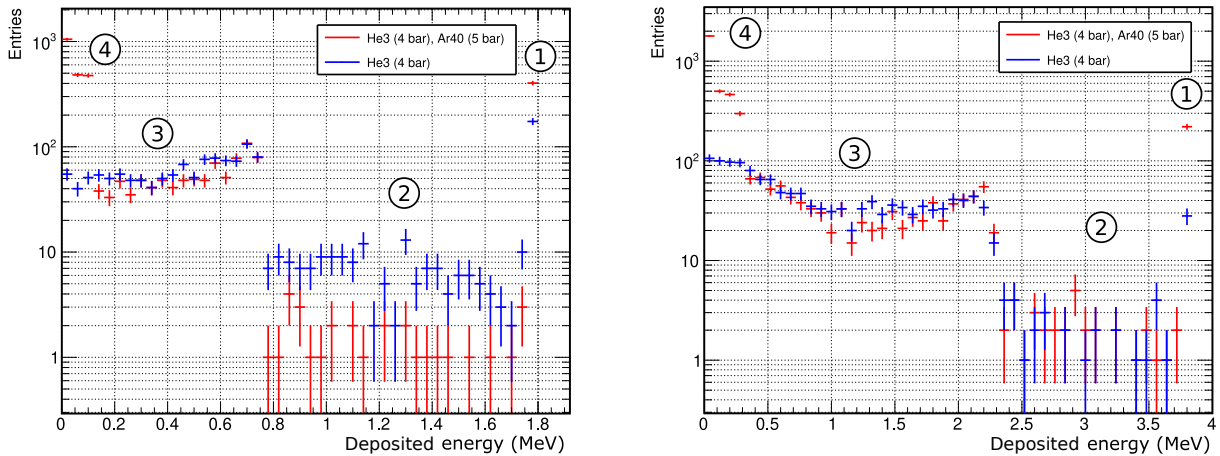 Entries
10³
10²
10
1
He3 (4 bar), Ar40 (5 bar)
He3 (4 bar)
1
2
3
4
0 0.2 0.4 0.6 0.8 1 1.2 1.4 1.6 1.8
Deposited energy (MeV)
Entries
10³
10²
10
1
He3 (4 bar), Ar40 (5 bar)
He3 (4 bar)
1
2
3
4
0 0.5 1 1.5 2 2.5 3 3.5 4
Deposited energy (MeV)